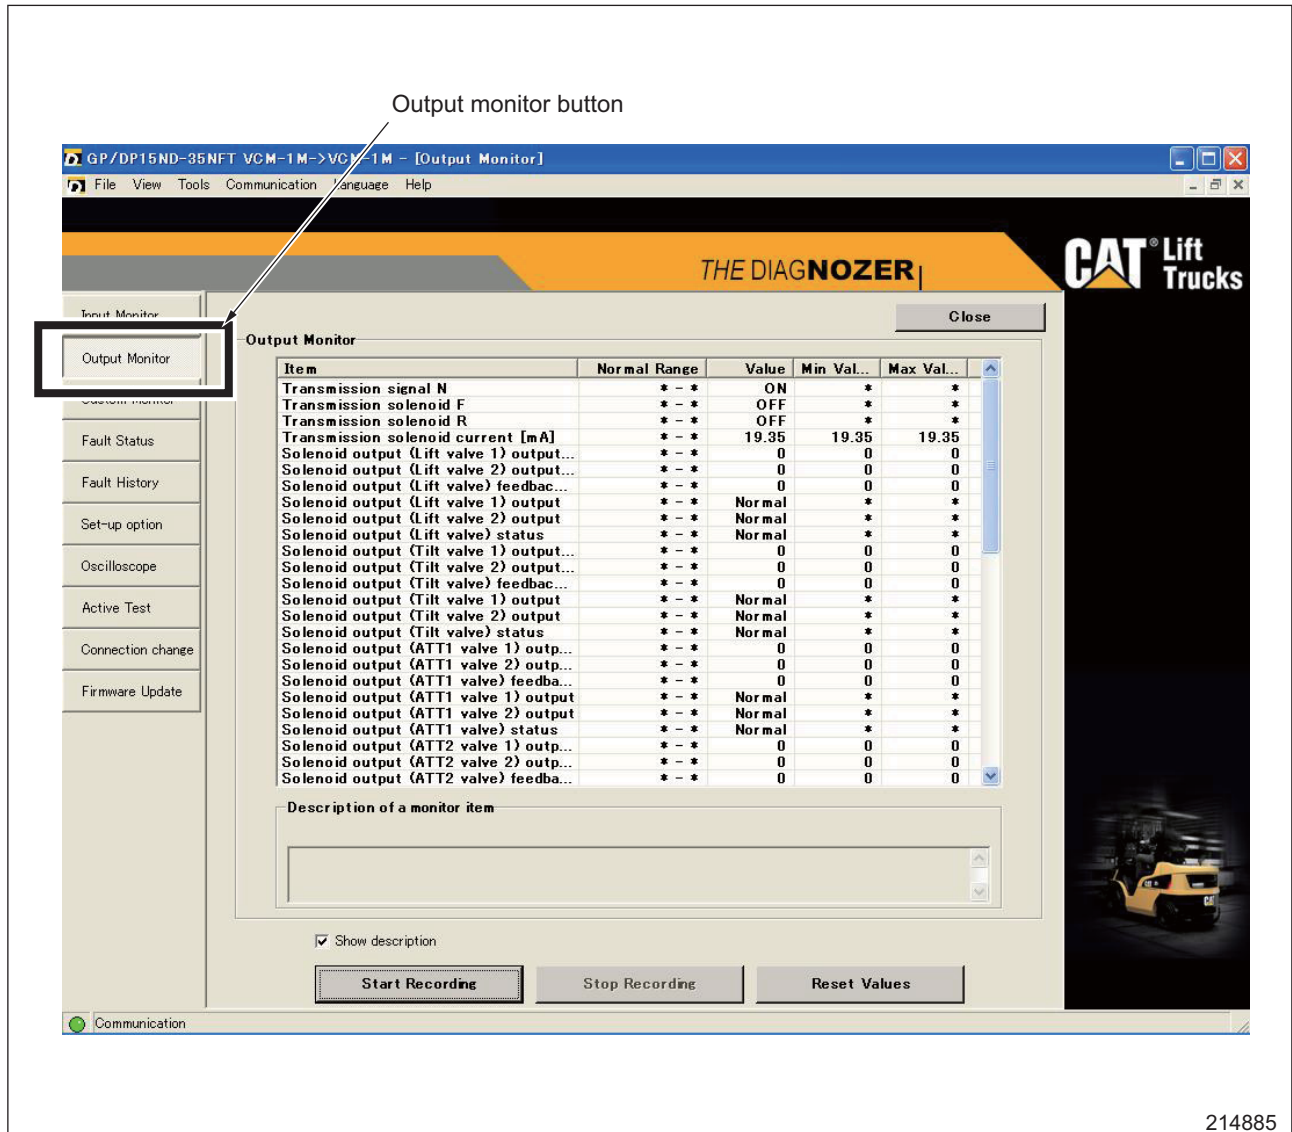 Output monitor button
GP/DP15ND-35NFT VCM-1M->VCM-1M - [Output Monitor]
File View Tools Communication Language Help
THE DIAGNOZER
CAT® Lift Trucks
Input Monitor
Output Monitor
Custom Monitor
Fault Status
Fault History
Set-up option
Oscilloscope
Active Test
Connection change
Firmware Update
Close
Output Monitor
Item Normal Range Value Min Val... Max Val...
Transmission signal N * - * ON * *
Transmission solenoid F * - * OFF * *
Transmission solenoid R * - * OFF * *
Transmission solenoid current [mA] * - * 19.35 19.35 19.35
Solenoid output (Lift valve 1) output... * - * 0 0 0
Solenoid output (Lift valve 2) output... * - * 0 0 0
Solenoid output (Lift valve) feedbac... * - * 0 0 0
Solenoid output (Lift valve 1) output * - * Normal * *
Solenoid output (Lift valve 2) output * - * Normal * *
Solenoid output (Lift valve) status * - * Normal * *
Solenoid output (Tilt valve 1) output... * - * 0 0 0
Solenoid output (Tilt valve 2) output... * - * 0 0 0
Solenoid output (Tilt valve) feedbac... * - * 0 0 0
Solenoid output (Tilt valve 1) output * - * Normal * *
Solenoid output (Tilt valve 2) output * - * Normal * *
Solenoid output (Tilt valve) status * - * Normal * *
Solenoid output (ATT1 valve 1) outp... * - * 0 0 0
Solenoid output (ATT1 valve 2) outp... * - * 0 0 0
Solenoid output (ATT1 valve) feedba... * - * 0 0 0
Solenoid output (ATT1 valve 1) output * - * Normal * *
Solenoid output (ATT1 valve 2) output * - * Normal * *
Solenoid output (ATT1 valve) status * - * Normal * *
Solenoid output (ATT2 valve 1) outp... * - * 0 0 0
Solenoid output (ATT2 valve 2) outp... * - * 0 0 0
Solenoid output (ATT2 valve) feedba... * - * 0 0 0
Description of a monitor item
Show description
Start Recording Stop Recording Reset Values
Communication
214885